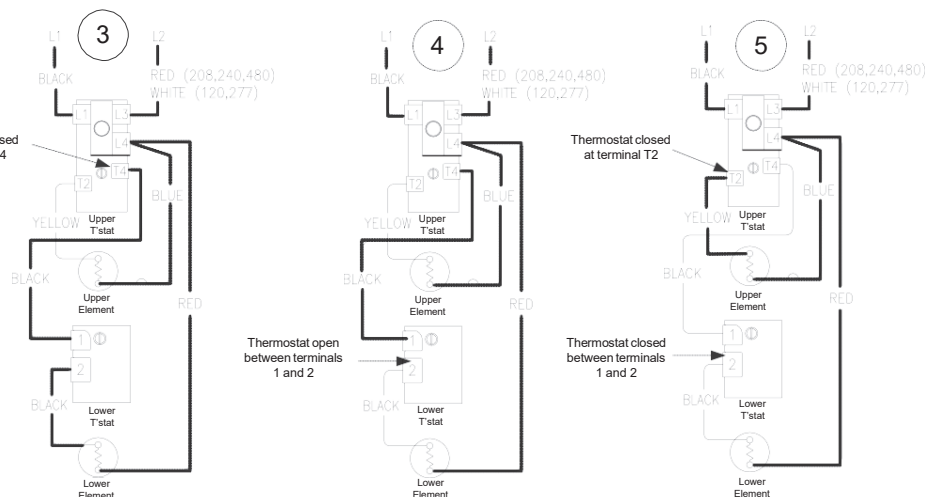 3
L1
L2
BLACK
RED (208,240,480)
WHITE (120,277)
L1
L3
L4
T4
T2
4
BLUE
YELLOW
Upper
T'stat
BLACK
Upper
Element
RED
1
2
BLACK
Lower
T'stat
Lower
Element
4
L1
L2
BLACK
RED (208,240,480)
WHITE (120,277)
L1
L3
L4
T4
T2
BLUE
YELLOW
Upper
T'stat
BLACK
Upper
Element
RED
Thermostat open
between terminals
1 and 2
1
2
BLACK
Lower
T'stat
Lower
Element
5
L1
L2
BLACK
RED (208,240,480)
WHITE (120,277)
L1
L3
L4
Thermostat closed
at terminal T2
T4
T2
BLUE
YELLOW
Upper
T'stat
BLACK
Upper
Element
RED
Thermostat closed
between terminals
1 and 2
1
2
BLACK
Lower
T'stat
Lower
Element